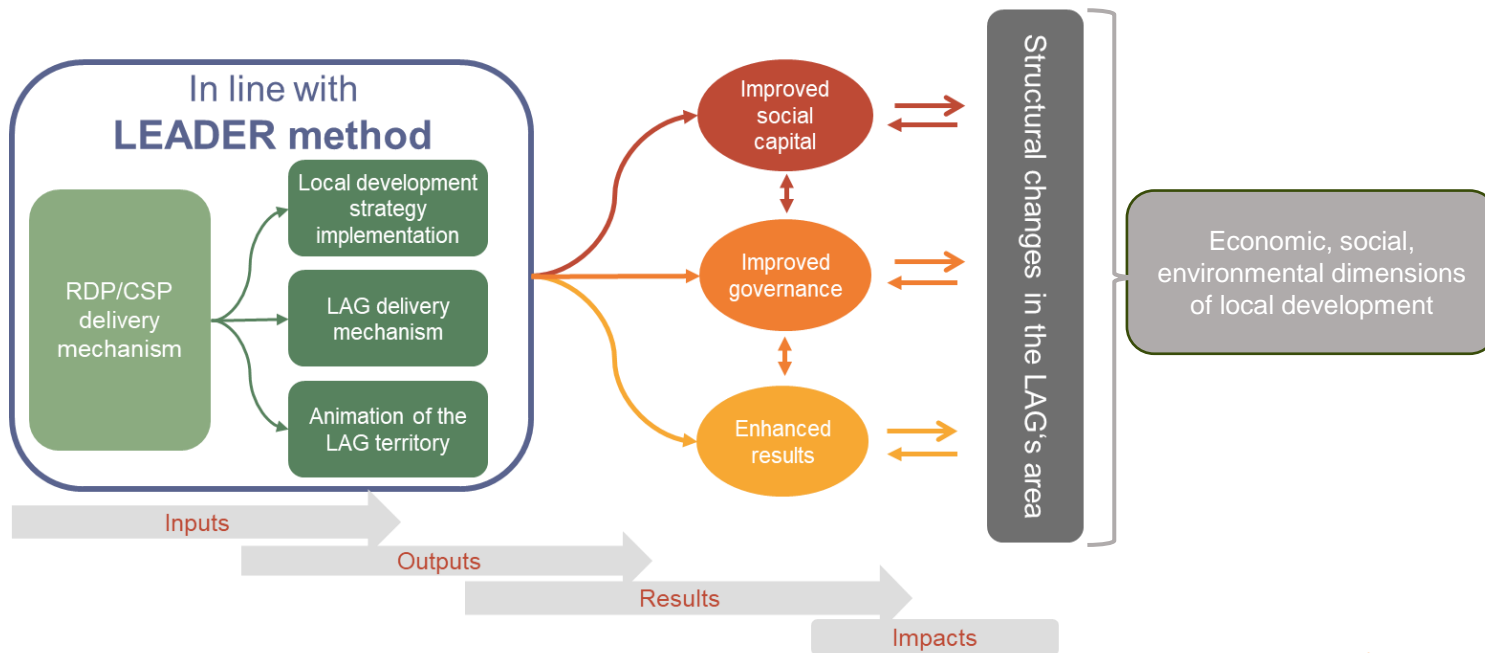 In line with
LEADER method
RDP/CSP
delivery
mechanism
Local development
strategy
implementation
LAG delivery
mechanism
Animation of the
LAG territory
Improved
social
capital
Improved
governance
Enhanced
results
Structural changes in the LAG‘s area
Economic, social,
environmental dimensions
of local development
Inputs
Outputs
Results
Impacts